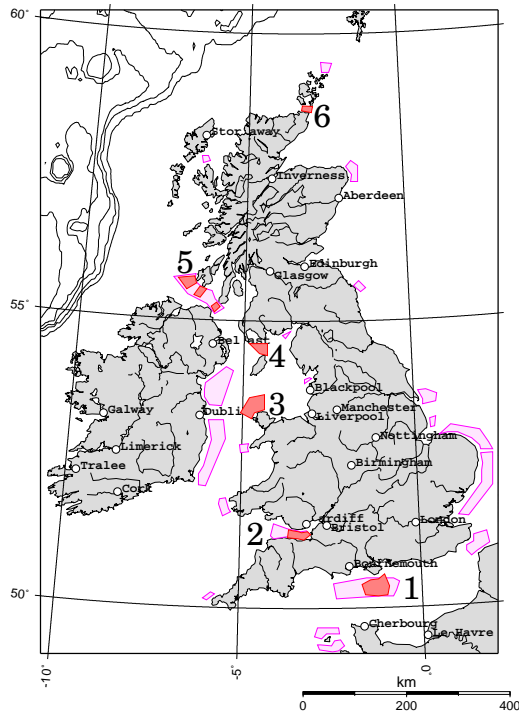 60°
6
Stornaway
Inverness
Aberdeen
5
Edinburgh
Glasgow
55°
Belfast
4
Blackpool
3
Galway
Dublin
Manchester
Liverpool
Nottingham
Limerick
Tralee
Birmingham
Cork
2
Cardiff
Bristol
London
Bournemouth
1
50°
Cherbourg
Le Havre
-10°
-5°
0°
km
0 200 400